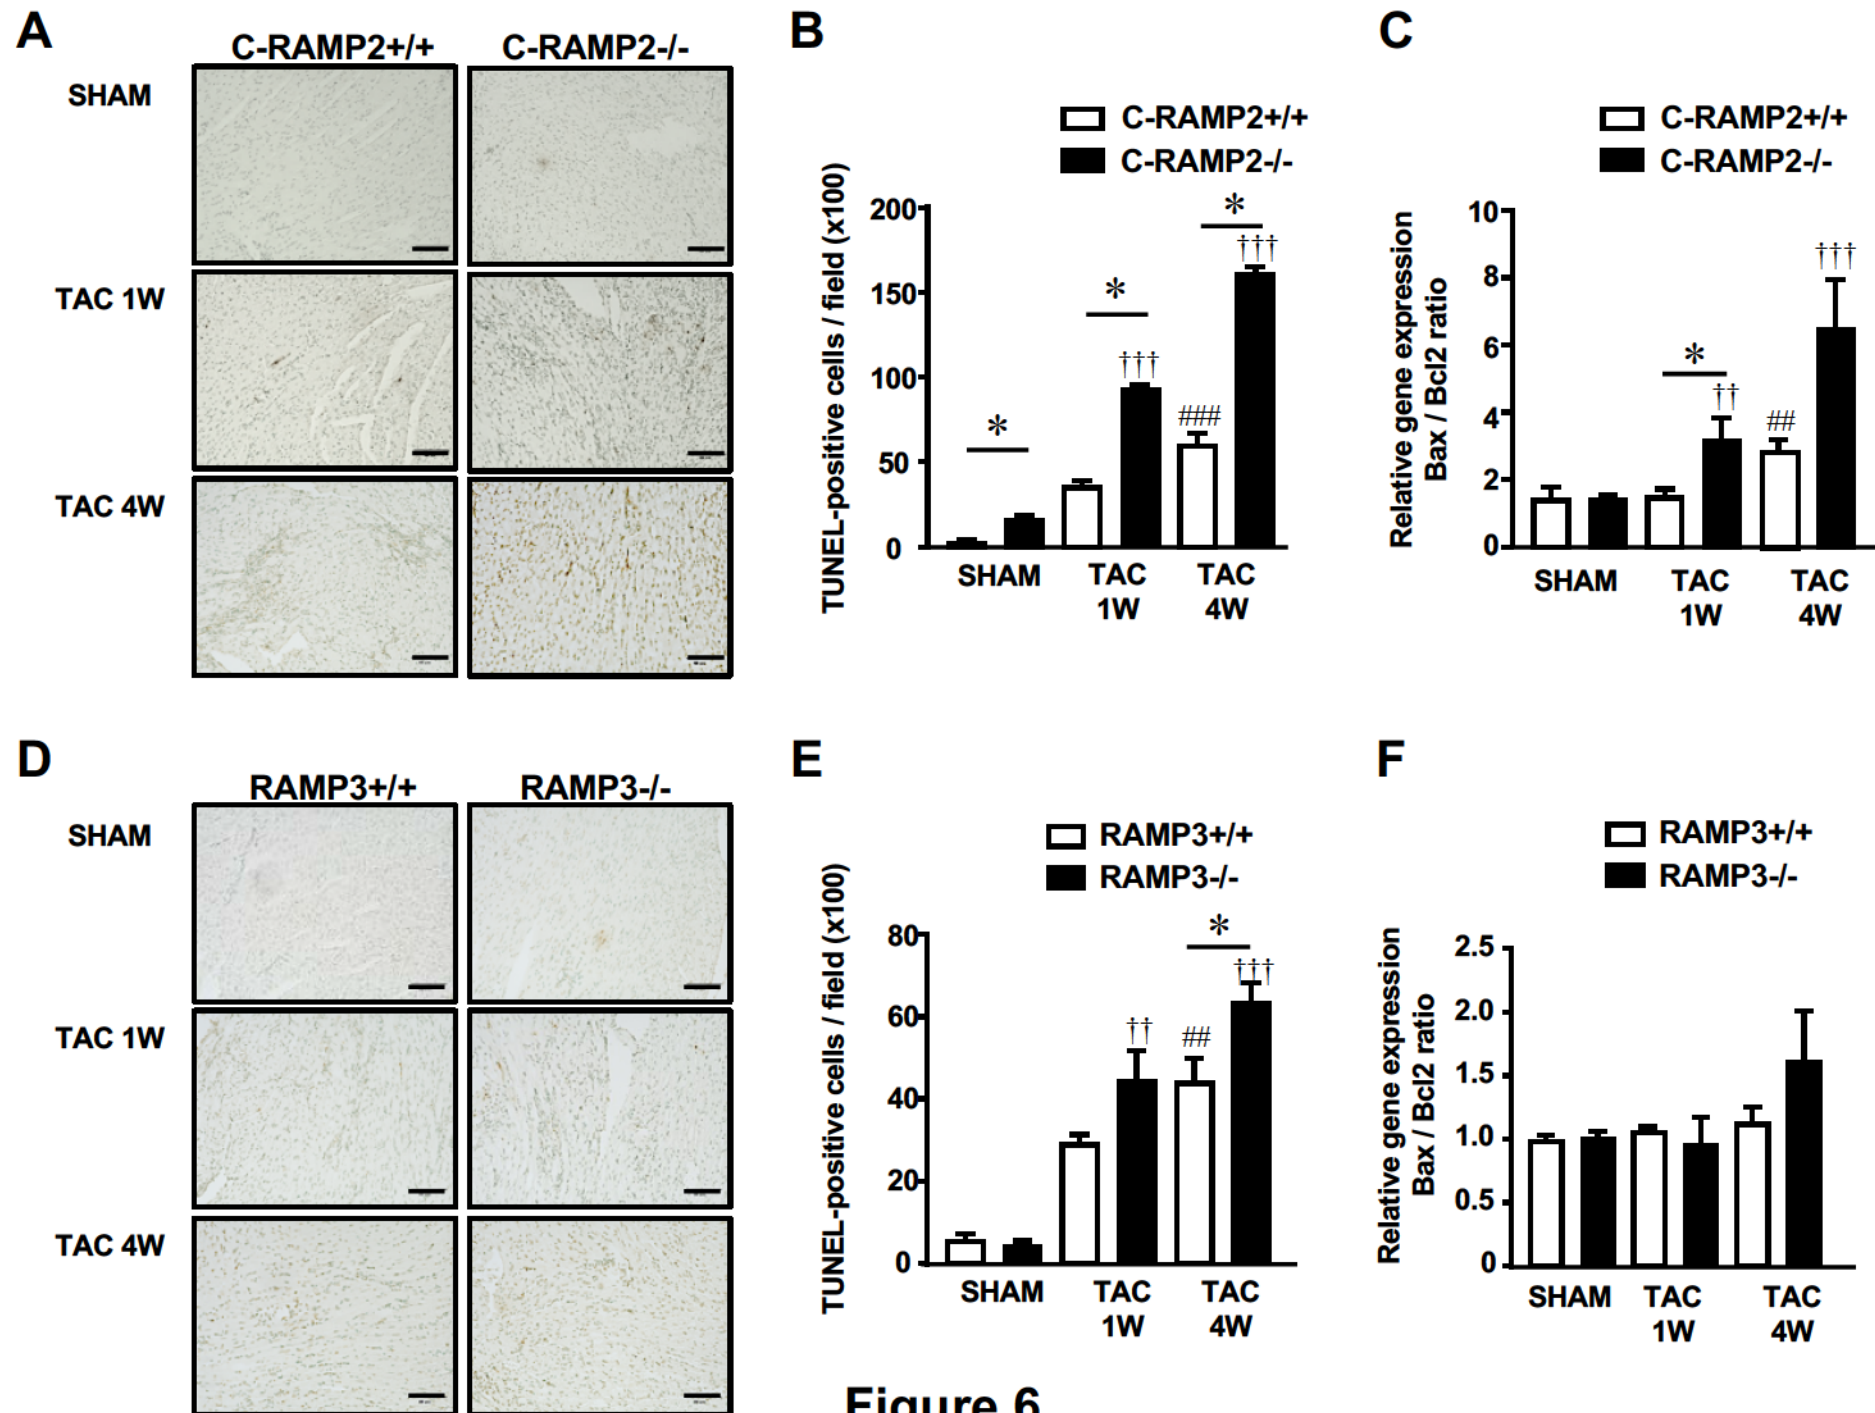 A
C-RAMP2+/+ C-RAMP2-/-
SHAM
TAC 1W
TAC 4W
B
C-RAMP2+/+
C-RAMP2-/-
TUNEL-positive cells / field (x100)
200
150
100
50
0
*
*
†††
###
*
†††
SHAM TAC 1W TAC 4W
C
C-RAMP2+/+
C-RAMP2-/-
Relative gene expression
Bax / Bcl2 ratio
10
8
6
4
2
0
*
††
##
†††
SHAM TAC 1W TAC 4W
D
RAMP3+/+ RAMP3-/-
SHAM
TAC 1W
TAC 4W
E
RAMP3+/+
RAMP3-/-
TUNEL-positive cells / field (x100)
80
60
40
20
0
††
##
*
†††
SHAM TAC 1W TAC 4W
F
RAMP3+/+
RAMP3-/-
Relative gene expression
Bax / Bcl2 ratio
2.5
2.0
1.5
1.0
0.5
0
SHAM TAC 1W TAC 4W
Figure 6